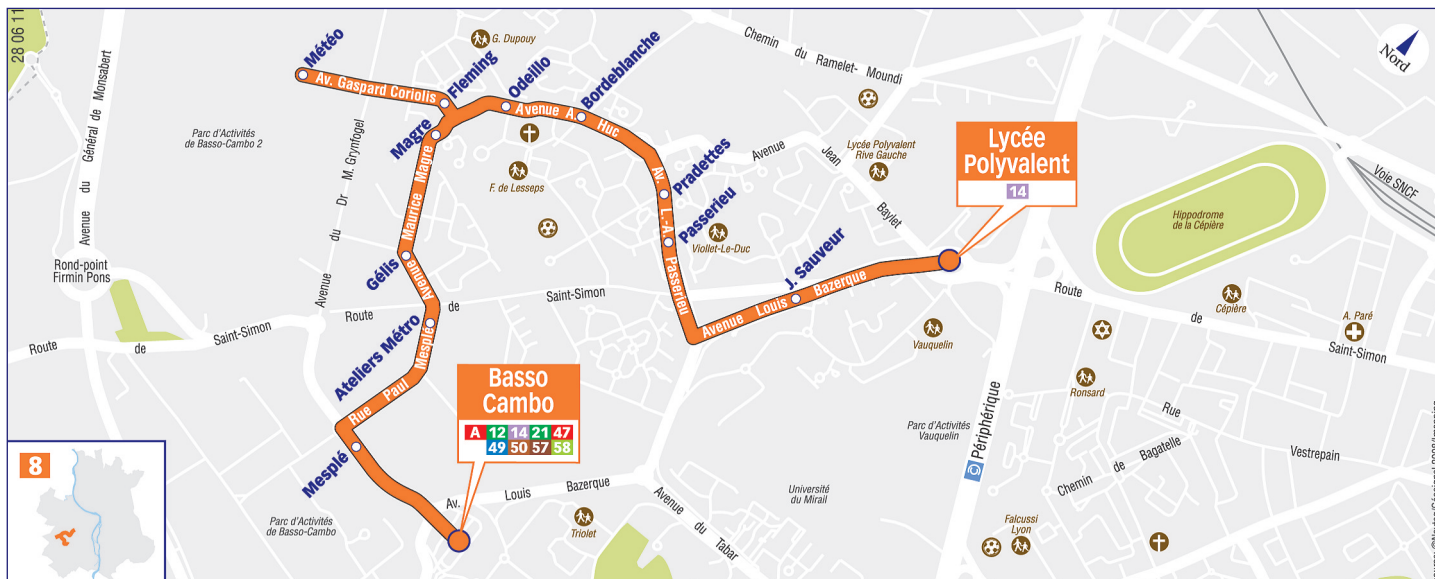 28 06 11
Avenue du Général de Monsabert
Météo
Av. Gaspard Coriolis
Fleming
G. Dupouy
Odeillo
Bordeblanche
Avenue A. Huc
Chemin du Ramelet- Moundi
Nord
Parc d'Activités
de Basso-Cambo 2
Magre
Avenue du Dr M. Grynfogel
F. de Lesseps
Avenue Maurice Magre
Av. L.-A Passerieu
Pradettes
Passerieu
Viollet-Le-Duc
Avenue Jean Baylet
Lycée Polyvalent
Rive Gauche
Lycée
Polyvalent
14
Voie SNCF
Hippodrome
de la Cépière
Rond-point
Firmin Pons
Gélis
J. Sauveur
Avenue Louis Bazerque
Route de Saint-Simon
Saint-Simon
Route de
Route de Saint-Simon
Cépière
A. Paré
Vauquelin
Ronsard
Ateliers Métro
Rue Paul Mesplé
Basso
Cambo
A 12 14 21 47
49 50 57 58
Périphérique
Parc d'Activités
Vauquelin
Rue Vestrepain
Chemin de Bagatelle
8
Mesplé
Parc d'Activités
de Basso-Cambo
Av. Louis Bazerque
Triolet
Avenue du Tabar
Université
du Mirail
Falcussi
Lyon